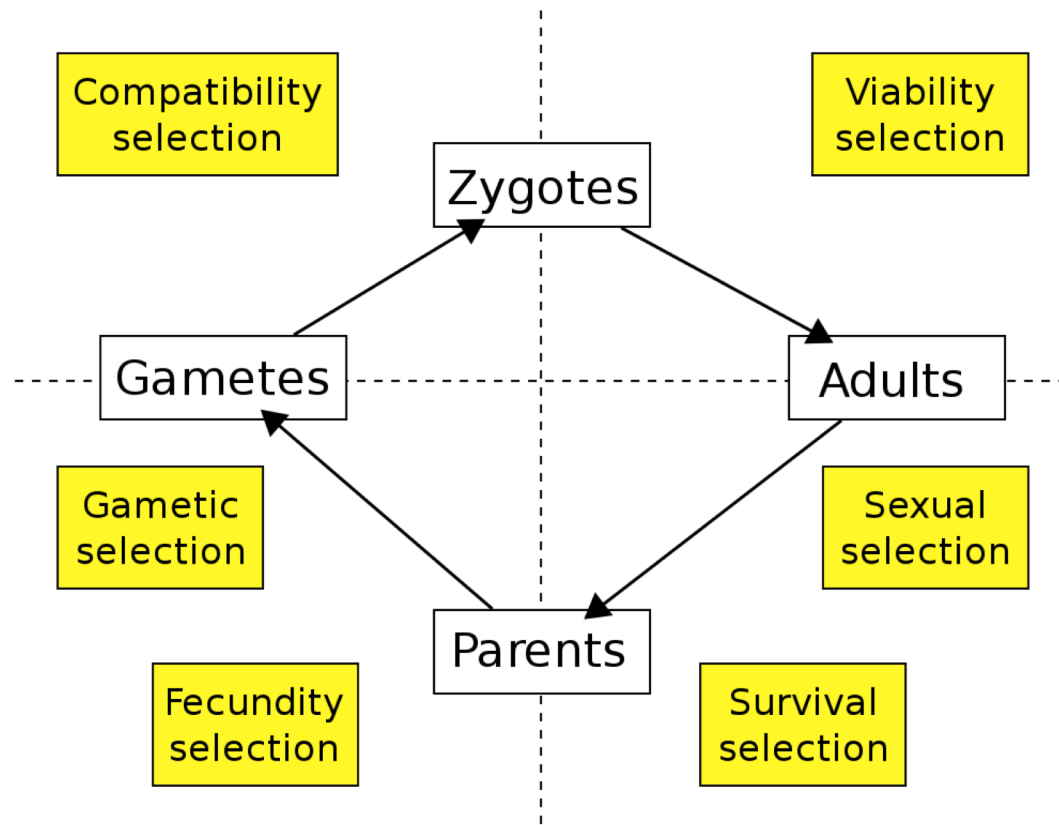 Compatibility
selection
Viability
selection
Zygotes
Gametes
Adults
Gametic
selection
Sexual
selection
Parents
Fecundity
selection
Survival
selection